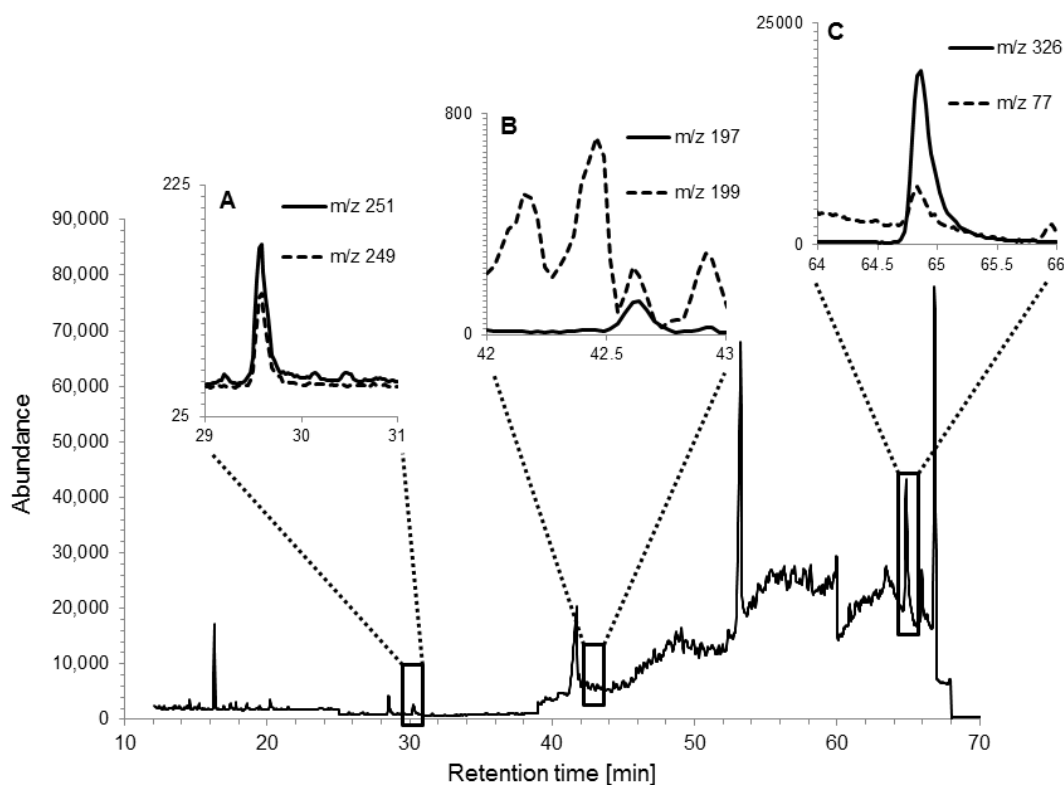 25000
C
m/z 326
m/z 77
0
64 64.5 65 65.5 66
800
B
m/z 197
m/z 199
0
42 42.5 43
225
A
m/z 251
m/z 249
25
29 30 31
90,000
80,000
70,000
60,000
50,000
40,000
30,000
20,000
10,000
0
Abundance
10 20 30 40 50 60 70
Retention time [min]